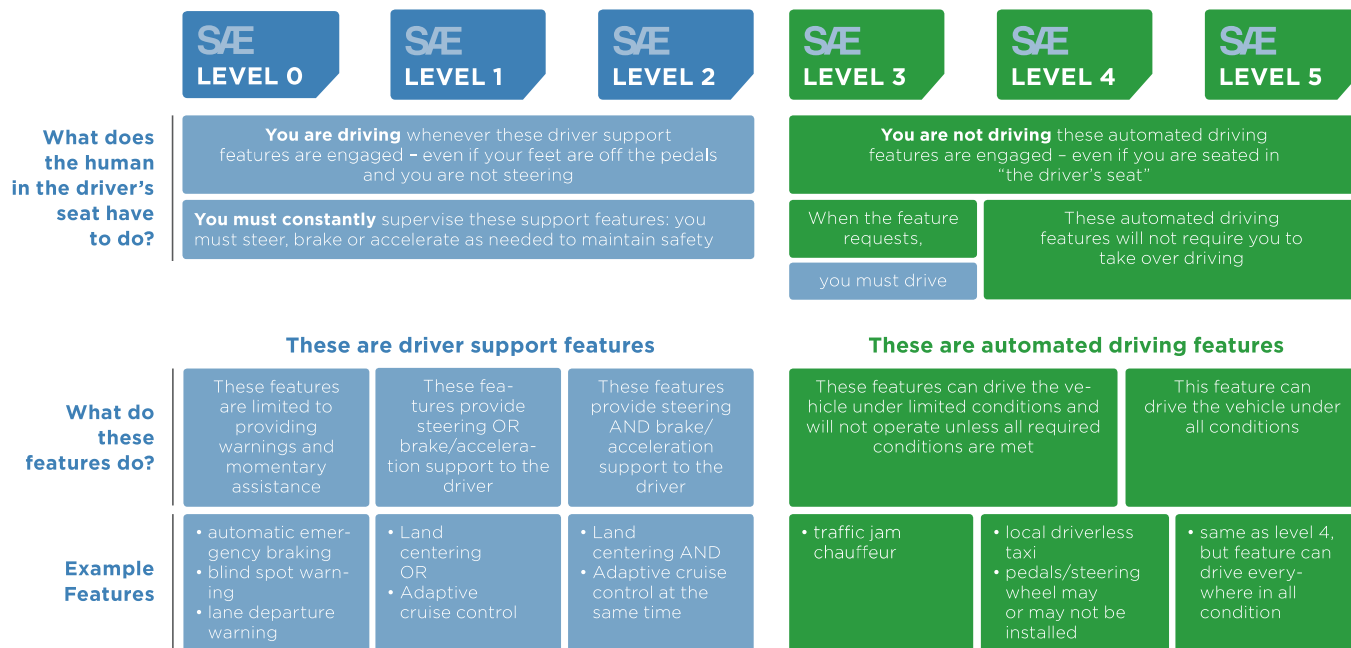 SAE
LEVEL 0
SAE
LEVEL 1
SAE
LEVEL 2
SAE
LEVEL 3
SAE
LEVEL 4
SAE
LEVEL 5
What does
the human
in the driver's
seat have
to do?
You are driving whenever these driver support
features are engaged – even if your feet are off the pedals
and you are not steering
You must constantly supervise these support features: you
must steer, brake or accelerate as needed to maintain safety
You are not driving these automated driving
features are engaged – even if you are seated in
“the driver’s seat”
When the feature
requests,
you must drive
These automated driving
features will not require you to
take over driving
These are driver support features
These are automated driving features
What do
these
features do?
These features
are limited to
providing
warnings and
momentary
assistance
These fea-
tures provide
steering OR
brake/accelera-
tion support to the
driver
These features
provide steering
AND brake/
acceleration
support to the
driver
These features can drive the ve-
hicle under limited conditions and
will not operate unless all required
conditions are met
This feature can
drive the vehicle under
all conditions
Example
Features
• automatic emer-
gency braking
• blind spot warn-
ing
• lane departure
warning
• Land
centering
OR
• Adaptive
cruise control
• Land
centering AND
• Adaptive cruise
control at the
same time
• traffic jam
chauffeur
• local driverless
taxi
• pedals/steering
wheel may
or may not be
installed
• same as level 4,
but feature can
drive every-
where in all
condition